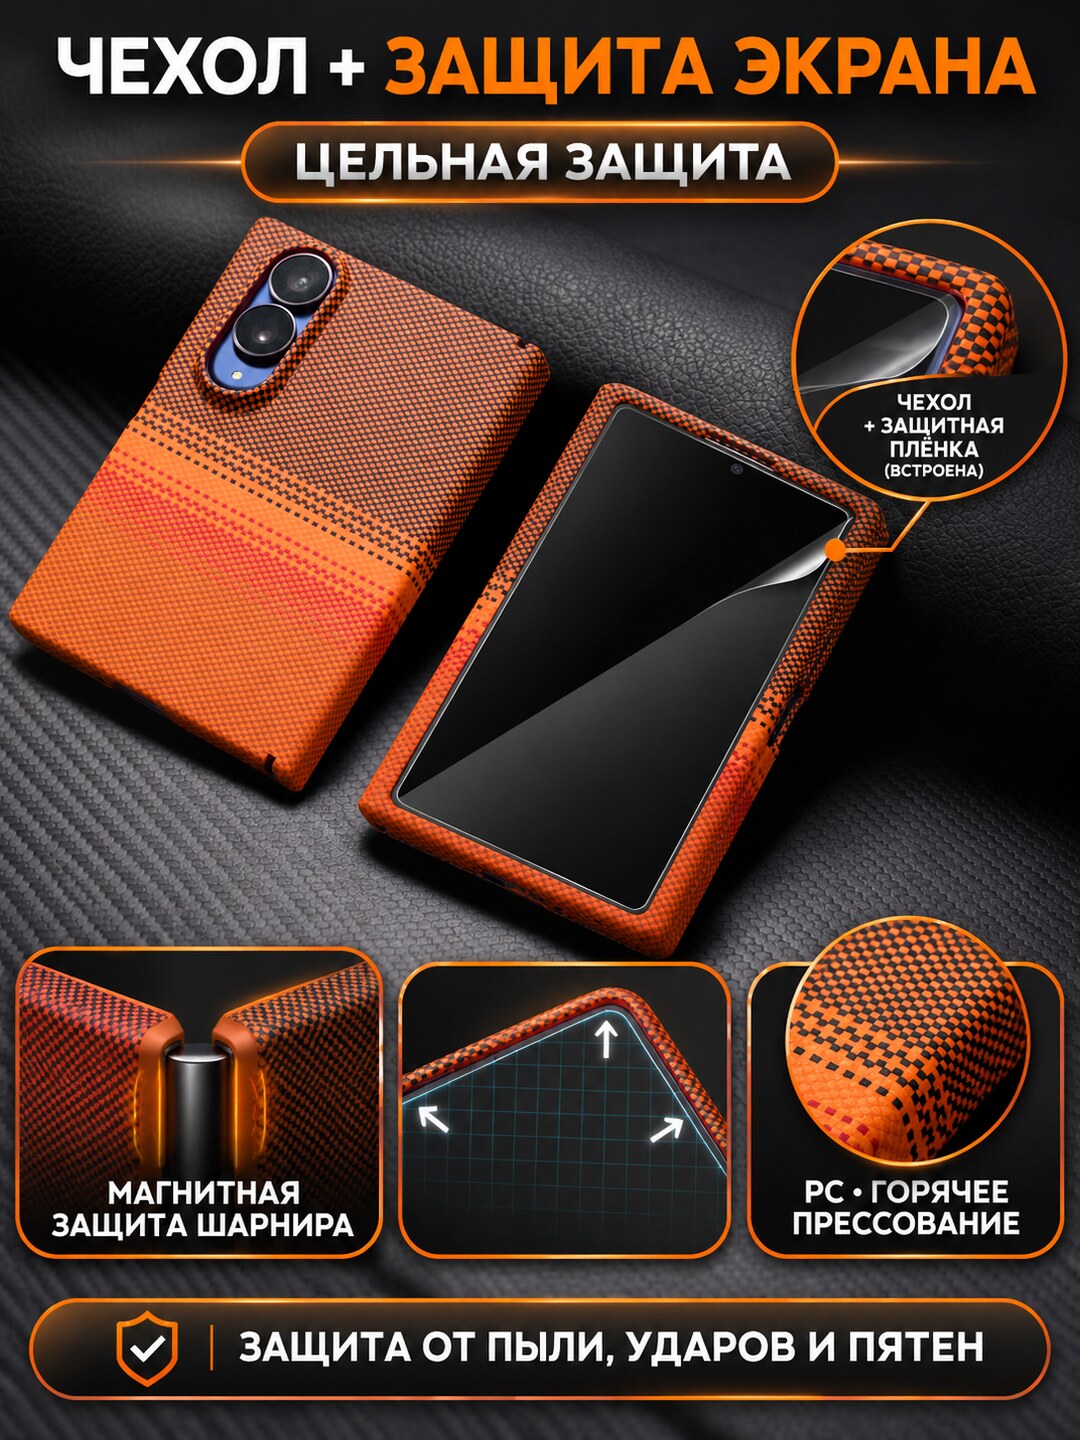 ЧЕХОЛ + ЗАЩИТА ЭКРАНА
ЦЕЛЬНАЯ ЗАЩИТА
ЧЕХОЛ
+ ЗАЩИТНАЯ
ПЛЁНКА
(ВСТРОЕНА)
МАГНИТНАЯ
ЗАЩИТА ШАРНИРА
PC • ГОРЯЧЕЕ
ПРЕССОВАНИЕ
ЗАЩИТА ОТ ПЫЛИ, УДАРОВ И ПЯТЕН